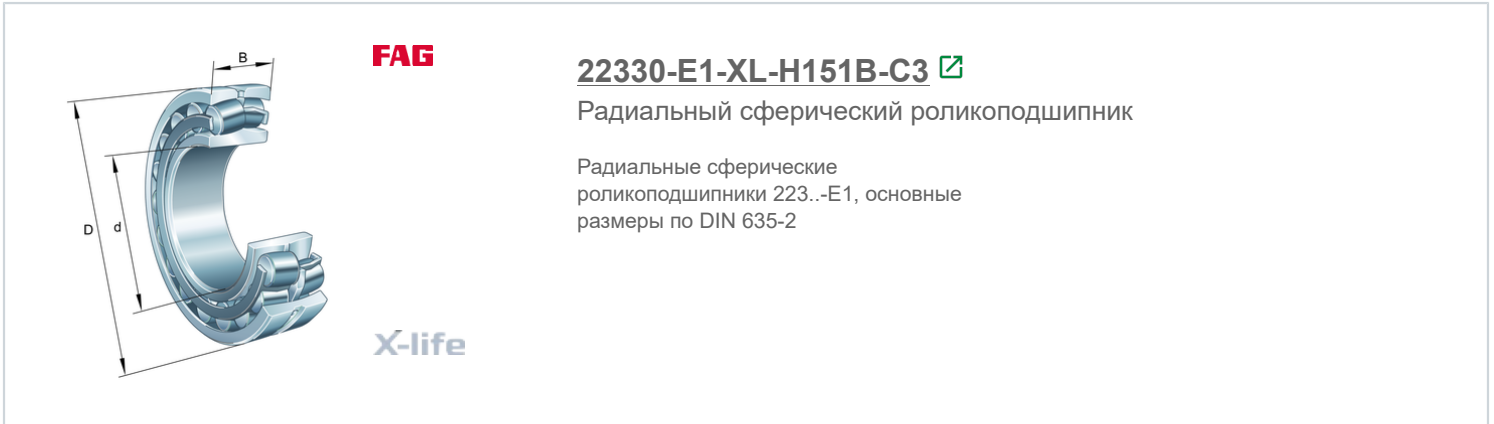 FAG
B
D
d
X-life
22330-E1-XL-H151B-C3
Радиальный сферический роликоподшипник
Радиальные сферические
роликоподшипники 223..-E1, основные
размеры по DIN 635-2